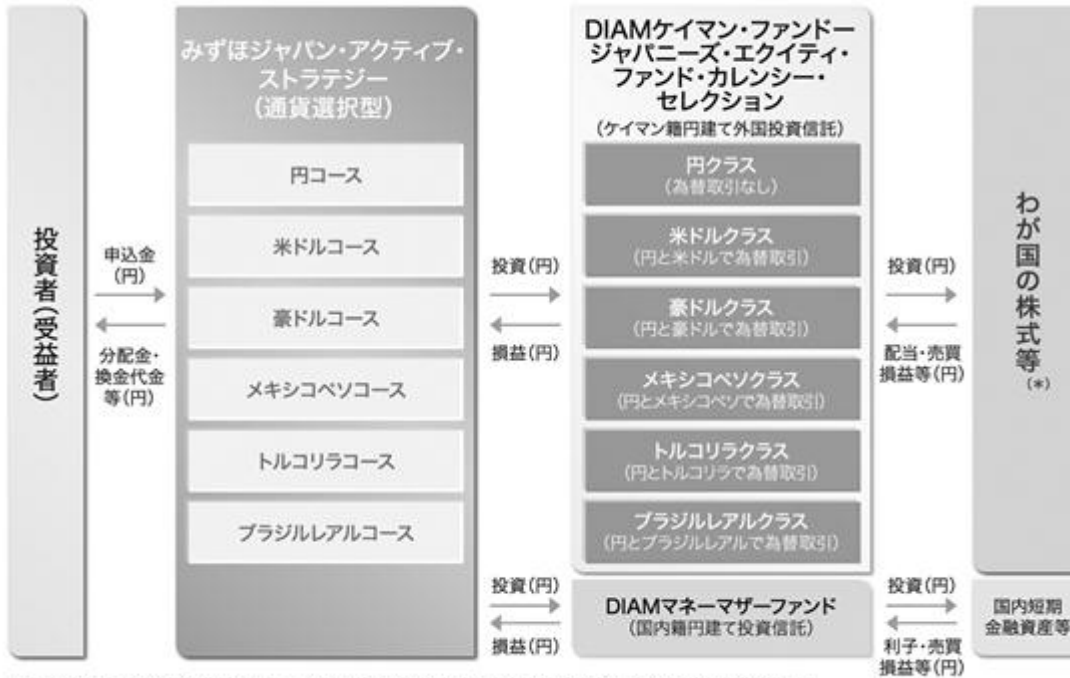 投資者(受益者)
申込金
(円)
分配金・
換金代金
等(円)
みずほジャパン・アクティブ・
ストラテジー
(通貨選択型)
円コース
米ドルコース
豪ドルコース
メキシコペソコース
トルコリラコース
ブラジルレアルコース
投資(円)
損益(円)
投資(円)
損益(円)
DIAMケイマン・ファンドー
ジャパニーズ・エクイティ・
ファンド・カレンシー・
セレクション
(ケイマン籍円建て外国投資信託)
円クラス
(為替取引なし)
米ドルクラス
(円と米ドルで為替取引)
豪ドルクラス
(円と豪ドルで為替取引)
メキシコペソクラス
(円とメキシコペソで為替取引)
トルコリラクラス
(円とトルコリラで為替取引)
ブラジルレアルクラス
(円とブラジルレアルで為替取引)
DIAMマネーマザーファンド
(国内籍円建て投資信託)
投資(円)
配当・売買
損益等(円)
投資(円)
利子・売買
損益等(円)
わが国の株式等
(*)
国内短期
金融資産等